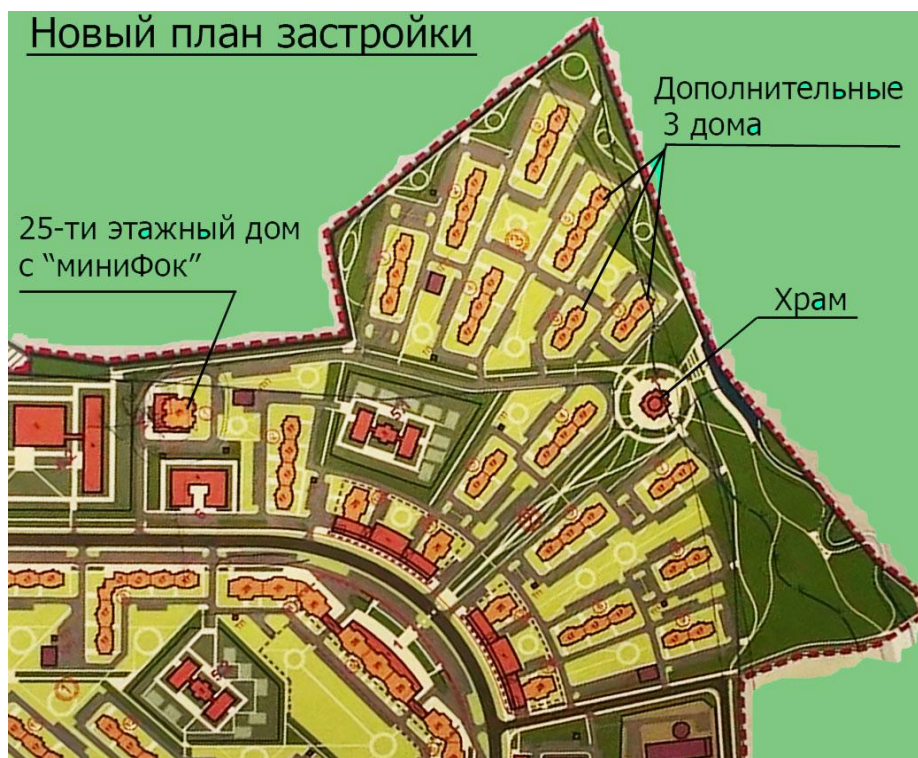 Новый план застройки
Дополнительные
3 дома
25-ти этажный дом
с "миниФок"
Храм